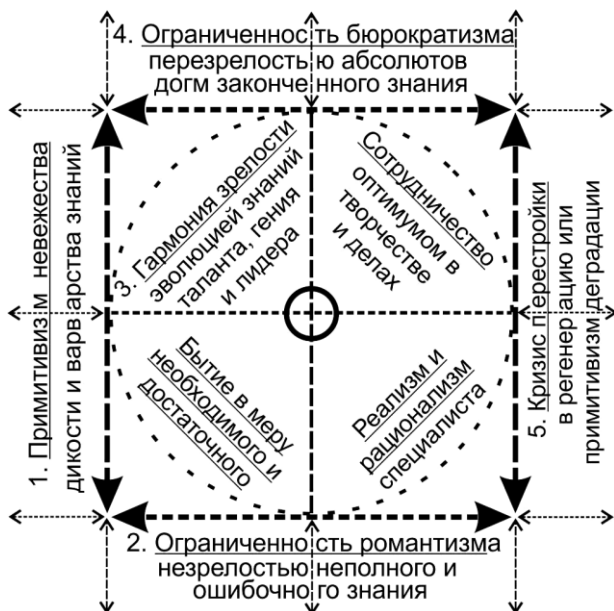 4. Ограниченность бюрократизма
перезрелостью абсолютов
догм законченного знания
1. Примитивизм невежества
дикости и варварства знаний
3. Гармония зрелости
эволюцией знаний
таланта, гения
и лидера
Сотрудничество
оптимумом в
творчестве
и делах
Бытие в меру
необходимого и
достаточного
Реализм и
рационализм
специалиста
5. Кризис перестройки
в регенерацию или
примитивизм деградации
2. Ограниченность романтизма
незрелостью неполного и
ошибочного знания